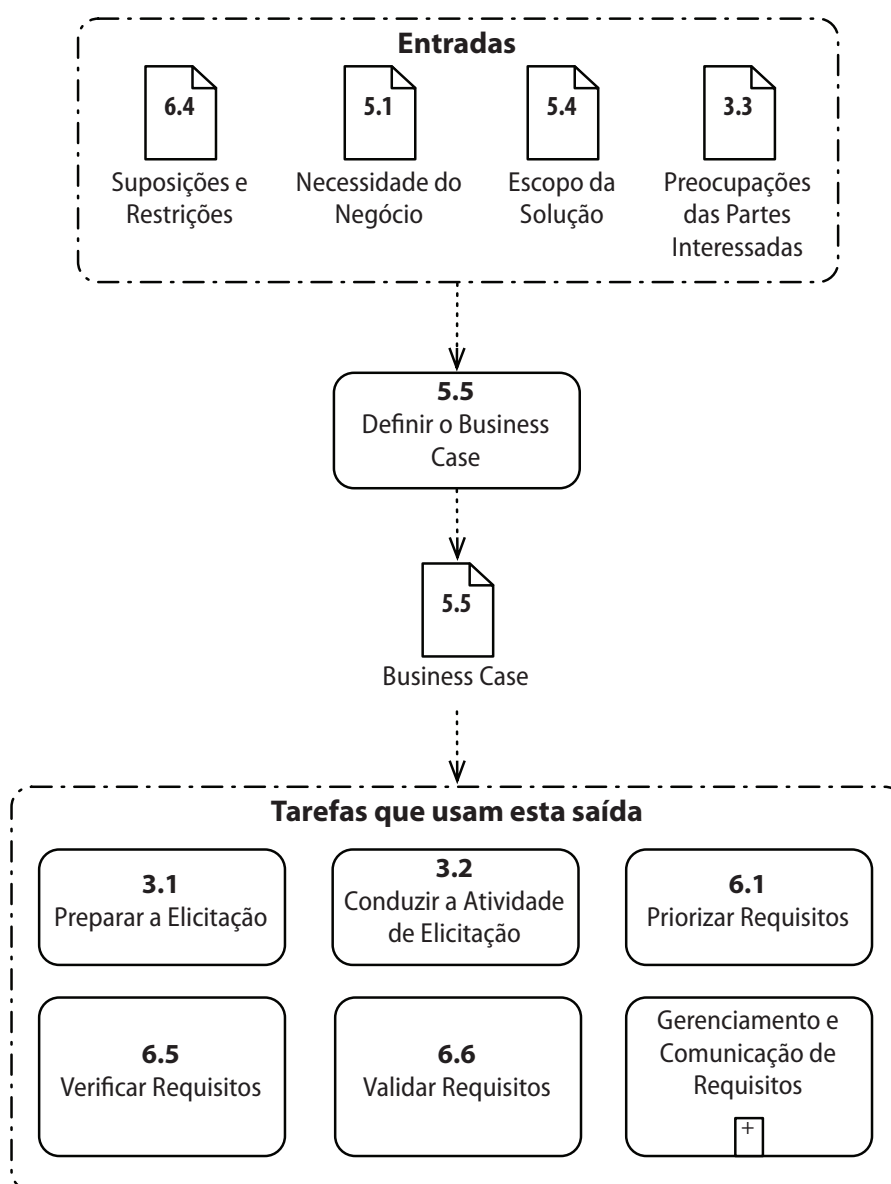 Entradas
6.4
5.1
5.4
3.3
Suposições e
Restrições
Necessidade do
Negócio
Escopo da
Solução
Preocupações
das Partes
Interessadas
5.5
Definir o Business
Case
5.5
Business Case
Tarefas que usam esta saída
3.1
Preparar a Elicitação
3.2
Conduzir a Atividade
de Elicitação
6.1
Priorizar Requisitos
6.5
Verificar Requisitos
6.6
Validar Requisitos
Gerenciamento e
Comunicação de
Requisitos
+